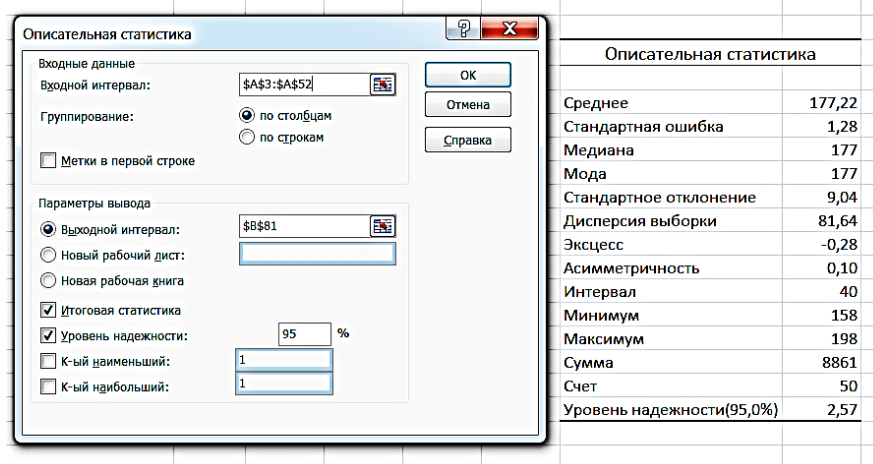 Описательная статистика
Входные данные
Входной интервал: $A$3:$A$52
Группирование: по столбцам
по строкам
Метки в первой строке
OK
Отмена
Справка
Параметры вывода
Выходной интервал: $B$81
Новый рабочий лист:
Новая рабочая книга
Итоговая статистика
Уровень надежности: 95 %
К-ый наименьший: 1
К-ый наибольший: 1
Описательная статистика
Среднее 177,22
Стандартная ошибка 1,28
Медиана 177
Мода 177
Стандартное отклонение 9,04
Дисперсия выборки 81,64
Эксцесс -0,28
Асимметричность 0,10
Интервал 40
Минимум 158
Максимум 198
Сумма 8861
Счет 50
Уровень надежности(95,0%) 2,57